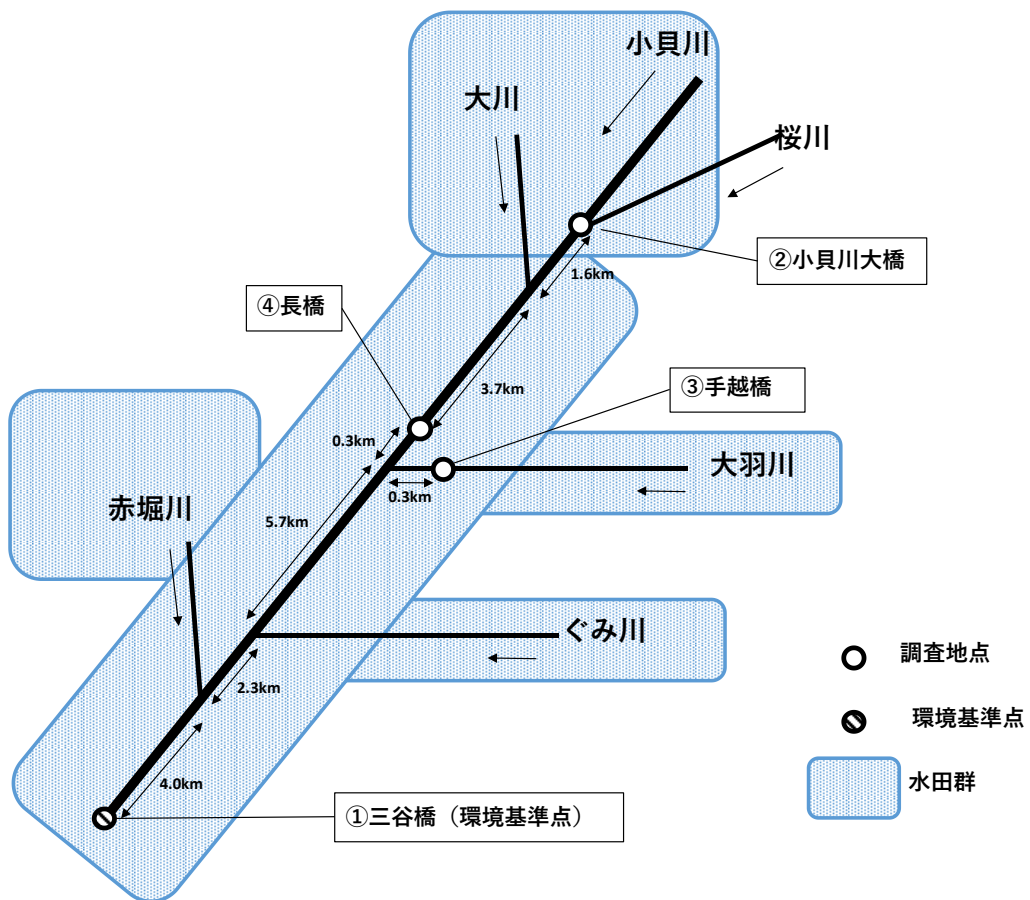 小貝川
大川
桜川
②小貝川大橋
1.6km
④長橋
3.7km
③手越橋
0.3km
大羽川
0.3km
赤堀川
5.7km
ぐみ川
調査地点
2.3km
環境基準点
4.0km
水田群
①三谷橋（環境基準点）